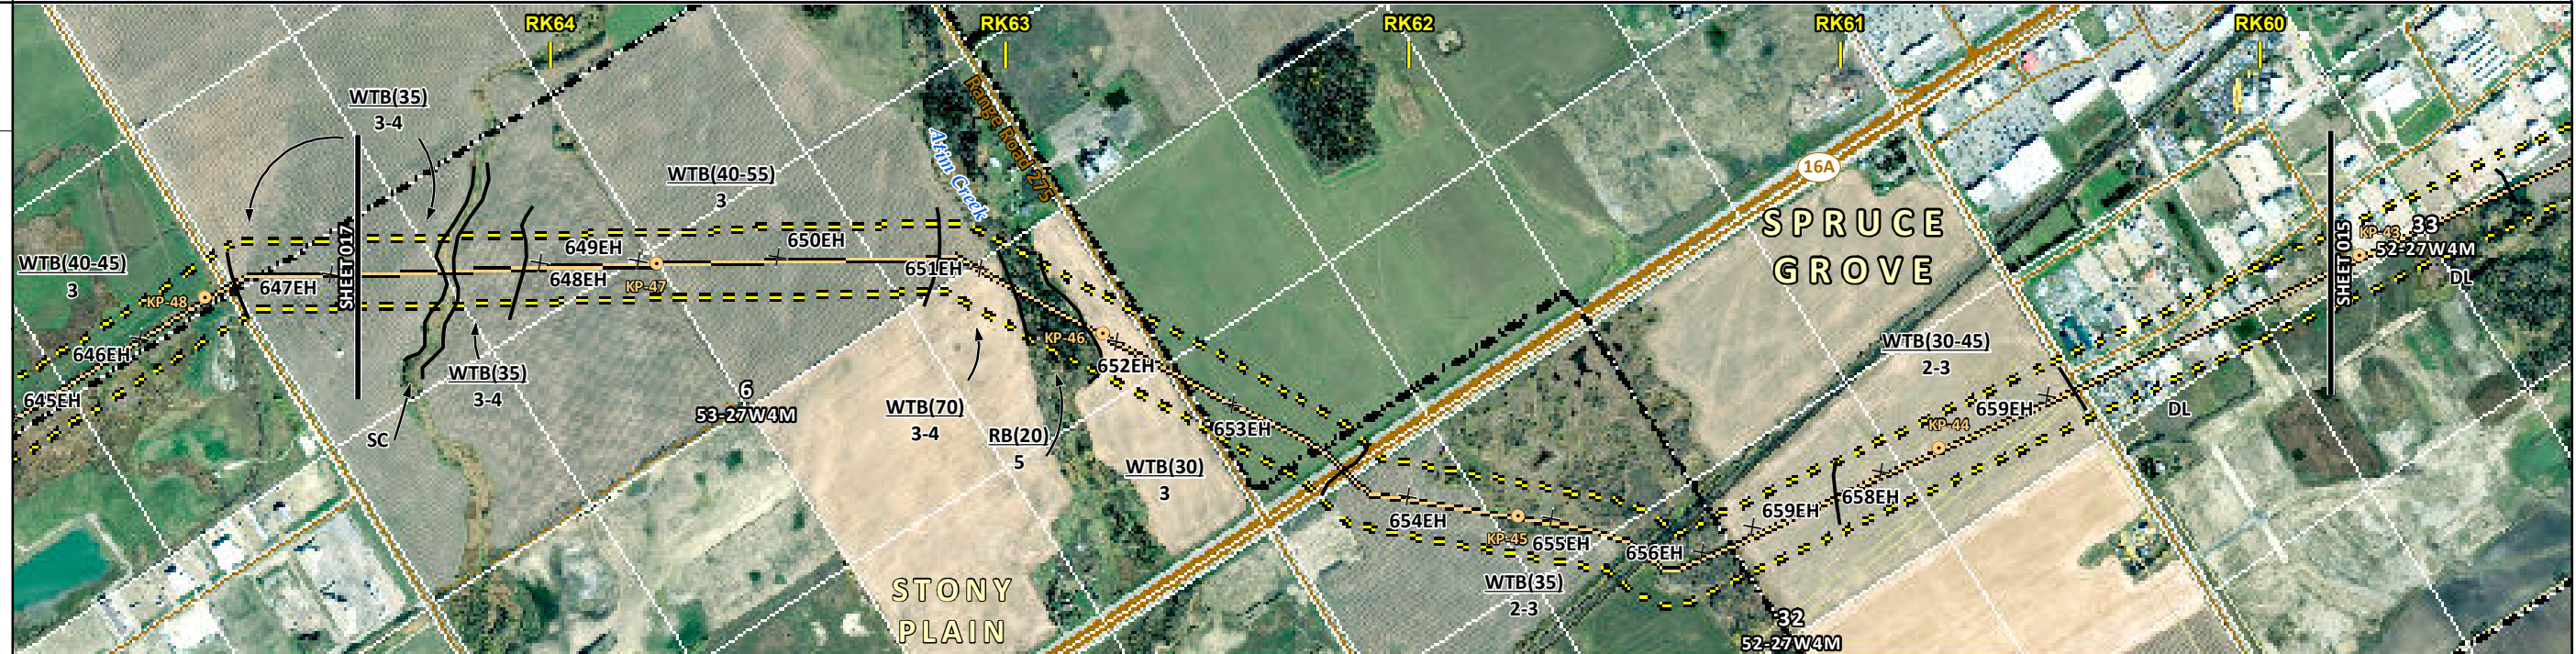 RK64
RK63
RK62
RK61
RK60
WTB(35)
3-4
Range Road 275
Atim Creek
WTB(40-55)
3
16A
SPRUCE
GROVE
SHEET 017
SHEET 015
WTB(40-45)
3
KP-48
647EH
649EH
648EH
KP-47
650EH
651EH
KP-43
33
52-27W4M
DL
646EH
645EH
WTB(35)
3-4
SC
6
53-27W4M
KP-46
652EH
WTB(70)
3-4
RB(20)
5
WTB(30)
3
653EH
WTB(30-45)
2-3
659EH
KP-44
DL
654EH
KP-45
655EH
656EH
659EH
658EH
WTB(35)
2-3
STONY
PLAIN
32
52-27W4M